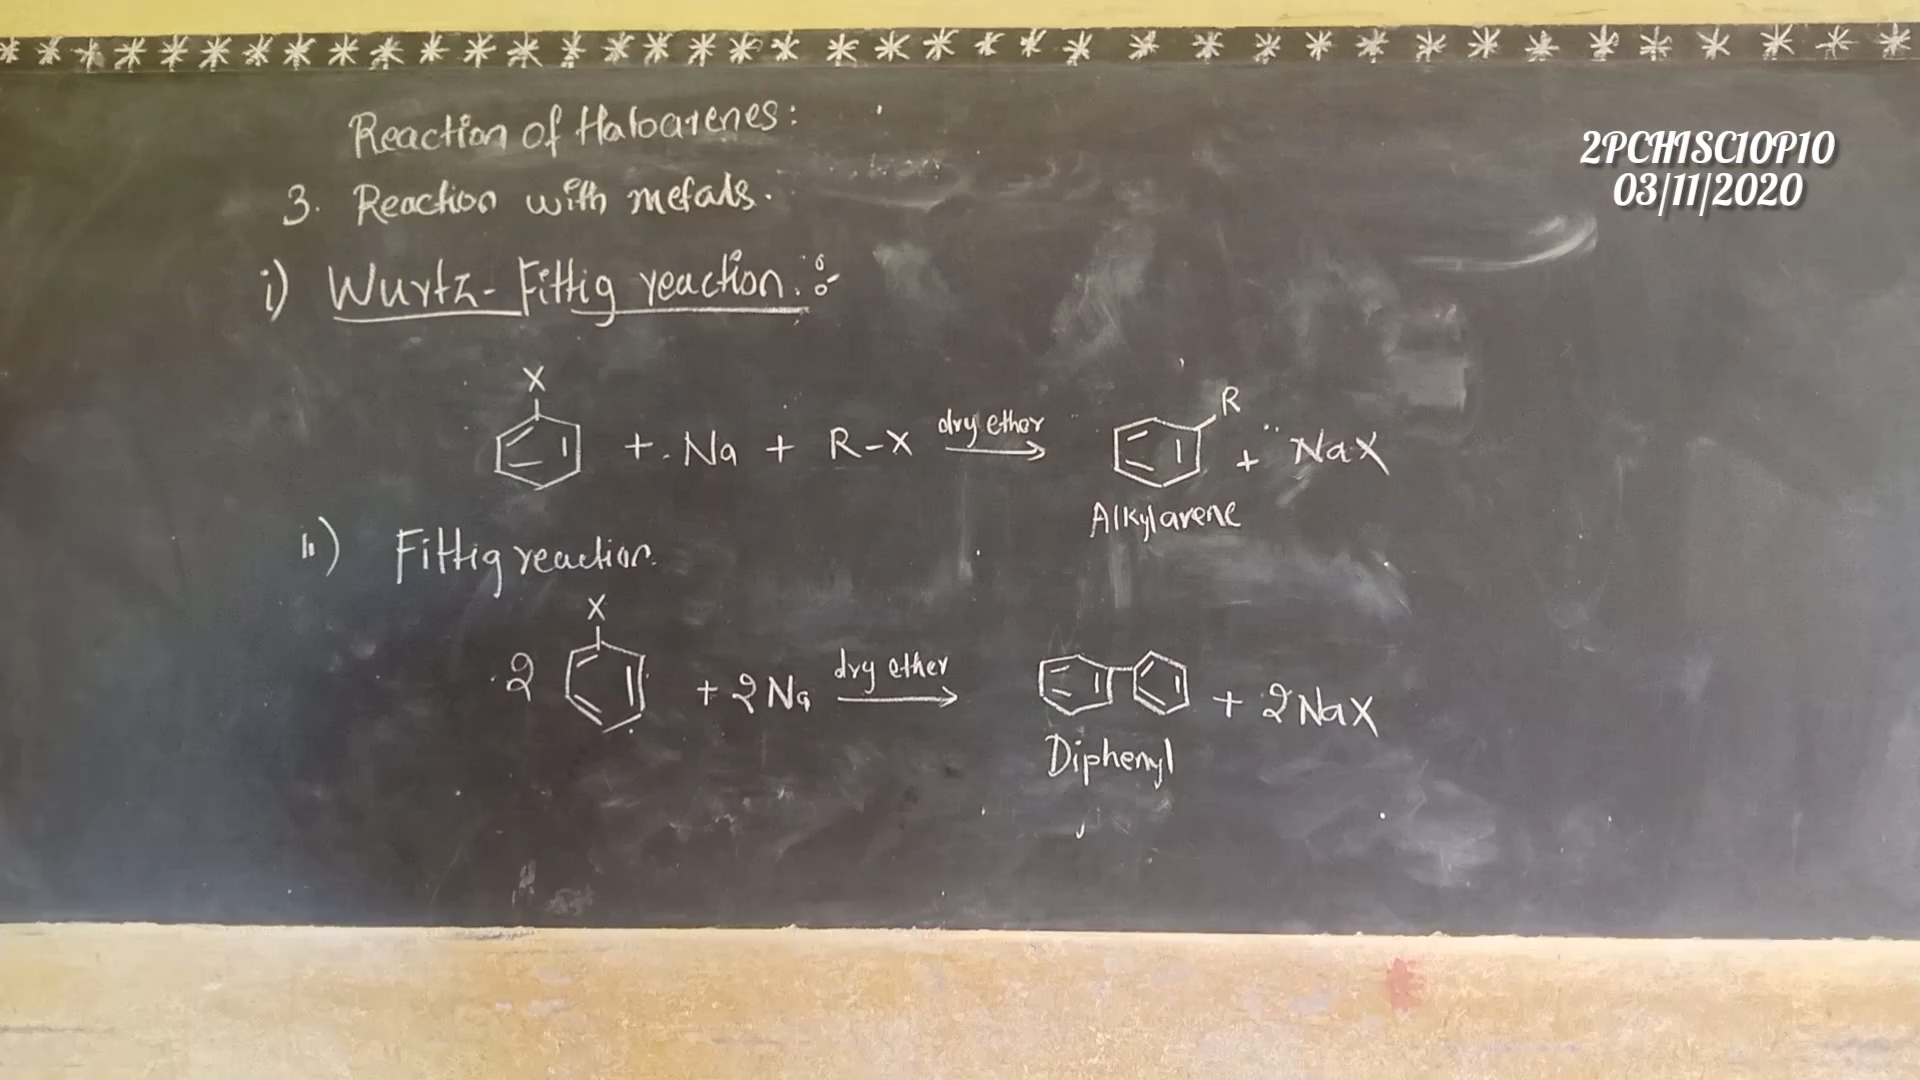 Reaction of Haloarenes:
2PCH1SC10P10
03/11/2020
3. Reaction with metals.
i) Wurtz-Fittig reaction :-
X
+ Na + R-X dry ether R + NaX
Alkylarene
ii) Fittig reaction.
X
2 + 2Na dry ether + 2NaX
Diphenyl